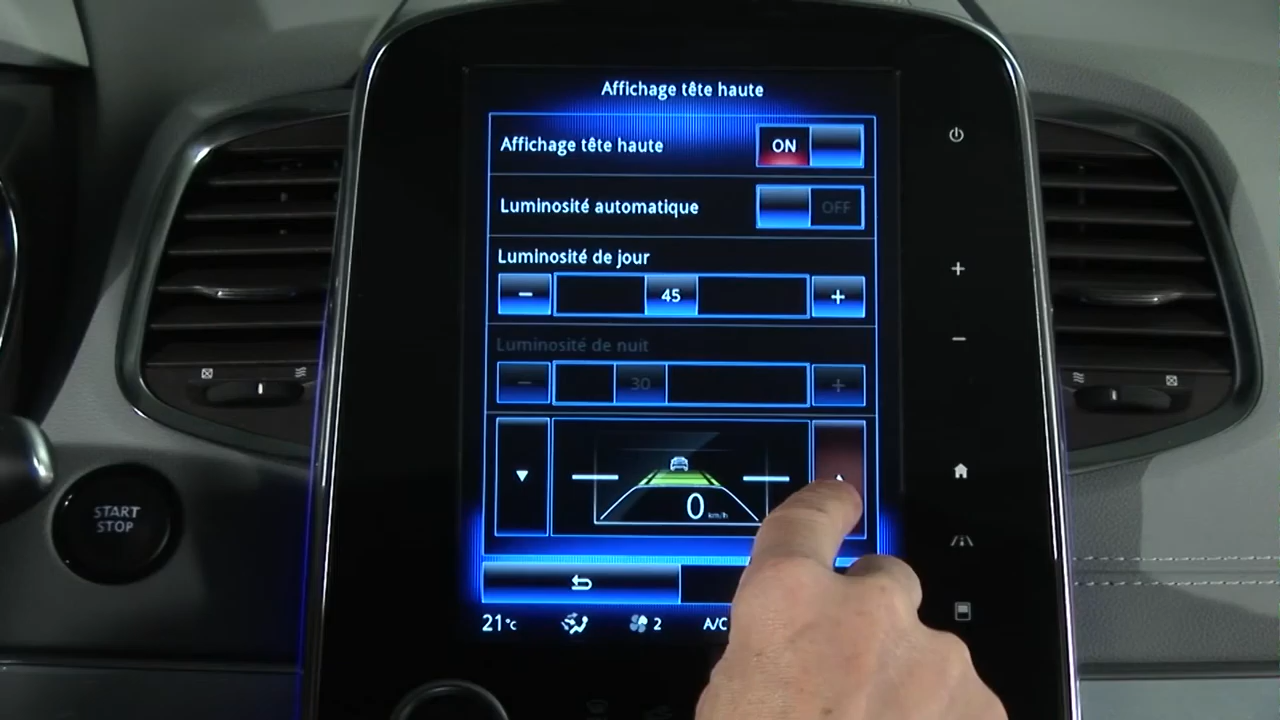 Affichage tête haute
Affichage tête haute ON
Luminosité automatique OFF
Luminosité de jour
− 45 +
Luminosité de nuit
− 30 +
0 km/h
START
STOP
21°c 2 A/C